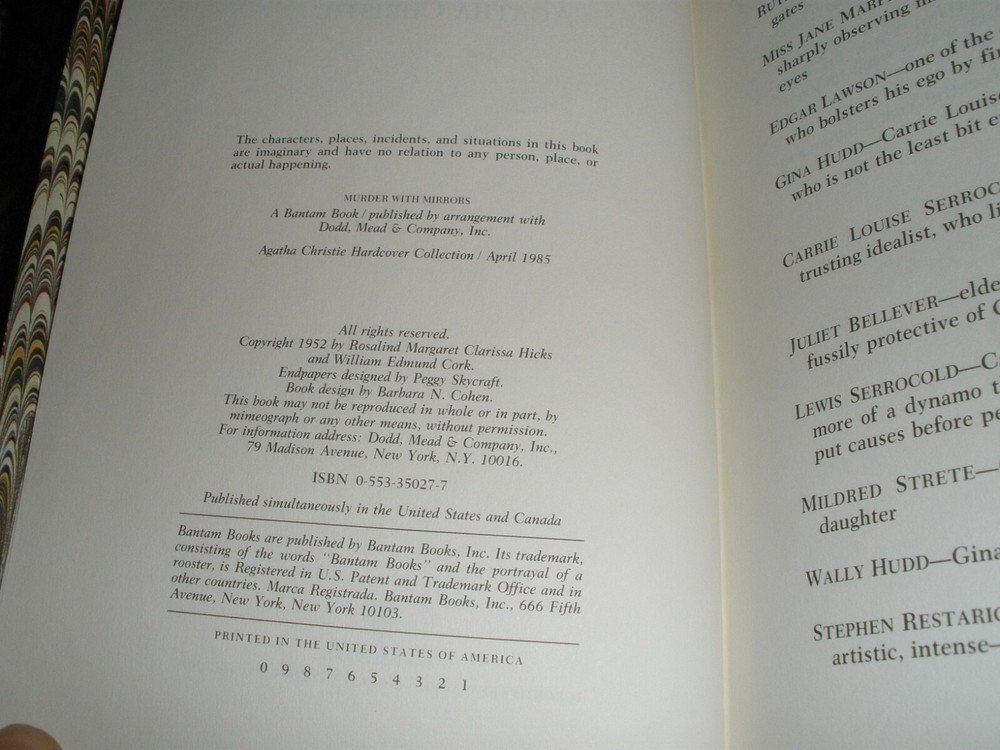 The characters, places, incidents, and situations in this book
are imaginary and have no relation to any person, place, or
actual happening.
MURDER WITH MIRRORS
A Bantam Book / published by arrangement with
Dodd, Mead & Company, Inc.
Agatha Christie Hardcover Collection / April 1985
All rights reserved.
Copyright 1952 by Rosalind Margaret Clarissa Hicks
and William Edmund Cork.
Endpapers designed by Peggy Skycraft.
Book design by Barbara N. Cohen.
This book may not be reproduced in whole or in part, by
mimeograph or any other means, without permission.
For information address: Dodd, Mead & Company, Inc.,
79 Madison Avenue, New York, N.Y. 10016.
ISBN 0-553-35027-7
Published simultaneously in the United States and Canada
Bantam Books are published by Bantam Books, Inc. Its trademark,
consisting of the words "Bantam Books" and the portrayal of a
rooster, is Registered in U.S. Patent and Trademark Office and in
other countries. Marca Registrada. Bantam Books, Inc., 666 Fifth
Avenue, New York, New York 10103.
PRINTED IN THE UNITED STATES OF AMERICA
0 9 8 7 6 5 4 3 2 1
gates
MISS JANE
sharply observing
eyes
EDGAR LAWSON—one of the
who bolsters his ego by
GINA HUDD—Carrie
who is not the least bit
CARRIE LOUISE
trusting idealist, who
JULIET BELLEVER—
fussily protective of
LEWIS SERROCOLD—
more of a dynamo
put causes before
MILDRED STRETE—
daughter
WALLY HUDD—
STEPHEN
artistic, intense—